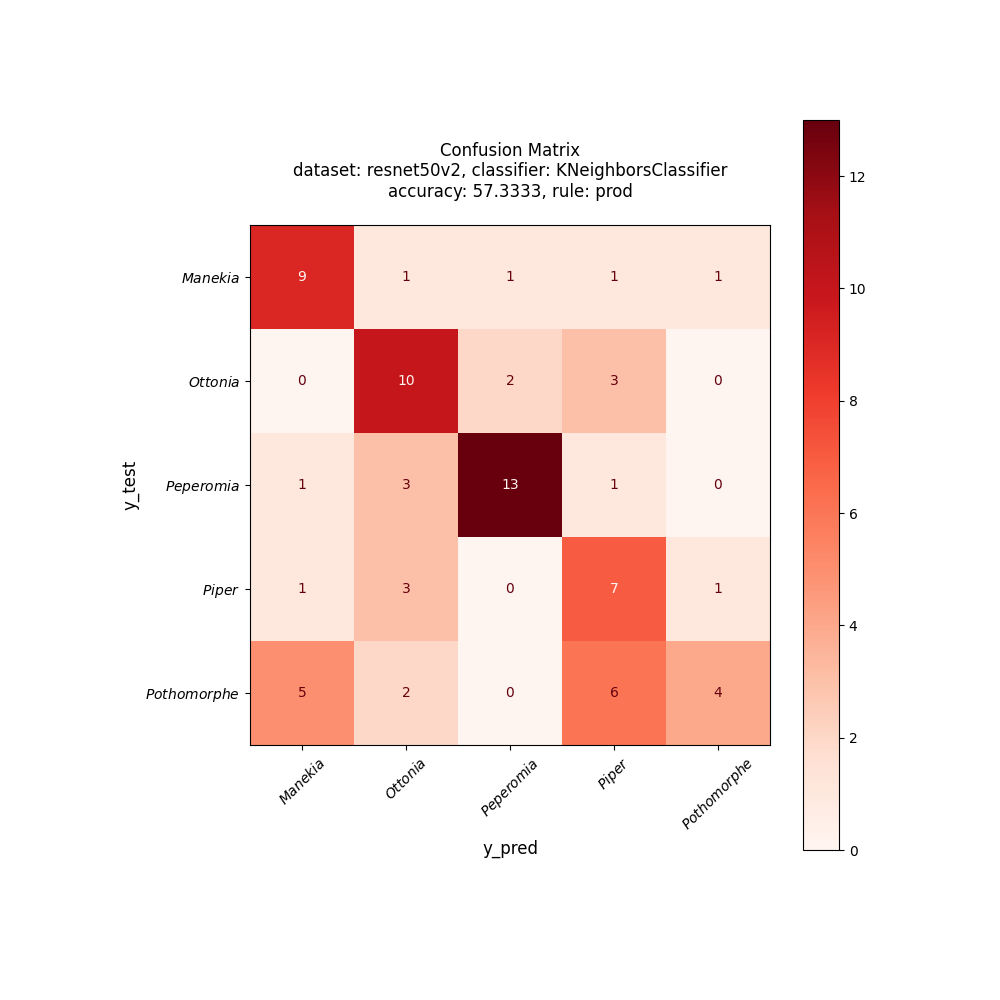 Confusion Matrix
dataset: resnet50v2, classifier: KNeighborsClassifier
accuracy: 57.3333, rule: prod
Manekia 9 1 1 1 1
Ottonia 0 10 2 3 0
Peperomia 1 3 13 1 0
Piper 1 3 0 7 1
Pothomorphe 5 2 0 6 4
Manekia Ottonia Peperomia Piper Pothomorphe
y_test
y_pred
12
10
8
6
4
2
0